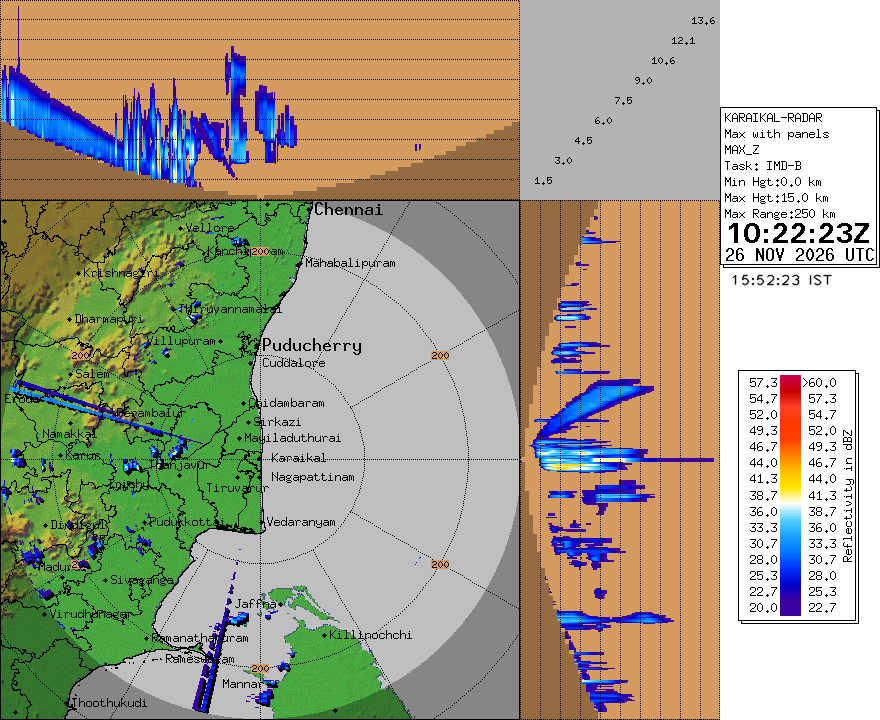 13.6
12.1
10.6
9.0
7.5
6.0
4.5
3.0
1.5
KARAIKAL-RADAR
Max with panels
MAX_Z
Task: IMD-B
Min Hgt:0.0 km
Max Hgt:15.0 km
Max Range:250 km
10:22:23Z
26 NOV 2026 UTC
15:52:23 IST
Chennai
Vellore
200
Mahabalipuram
Krishnagiri
Thiruvannamalai
Dharmapuri
Villupuram
Puducherry
200
200
Cuddalore
Salem
Perambalur
Chidambaram
Sirkazi
Namakkal
Mayiladuthurai
Karur
Thanjavur
Karaikal
Nagapattinam
Tiruvarur
Pudukkottai
Vedaranyam
200
Sivaganga
Jaffna
Virudhunagar
Ramanathapuram
Killinochchi
Rameswaram
200
Mannar
Thoothukudi
57.3 >60.0
54.7 57.3
52.0 54.7
49.3 52.0
46.7 49.3
44.0 46.7
41.3 44.0
38.7 41.3
36.0 38.7
33.3 36.0
30.7 33.3
28.0 30.7
25.3 28.0
22.7 25.3
20.0 22.7
Reflectivity in dBZ